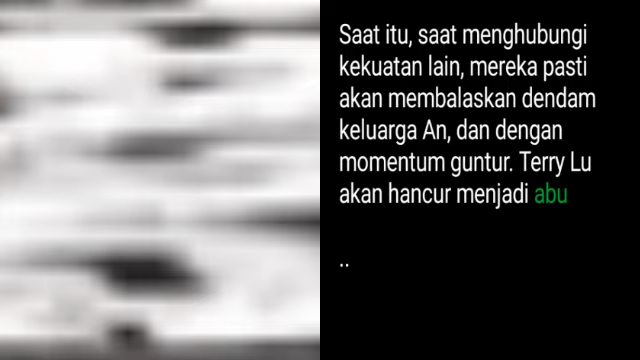 Saat itu, saat menghubungi
kekuatan lain, mereka pasti
akan membalaskan dendam
keluarga An, dan dengan
momentum guntur. Terry Lu
akan hancur menjadi abu
..